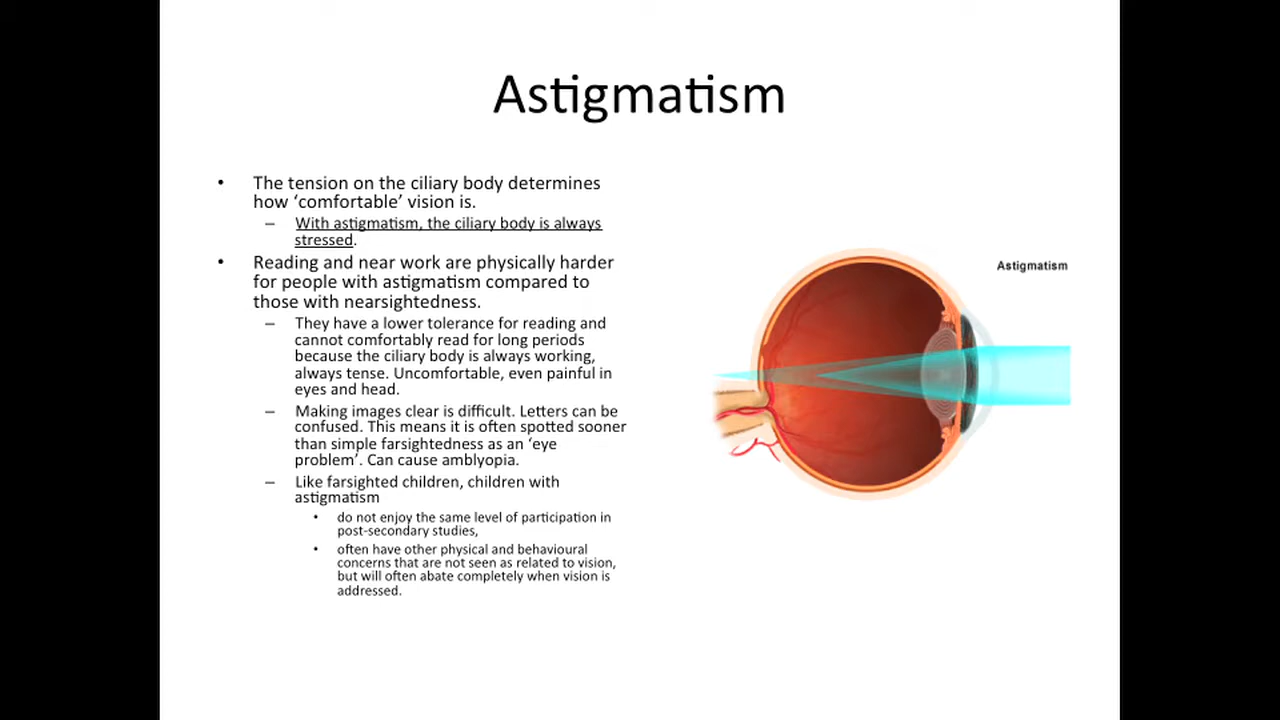 Astigmatism
• The tension on the ciliary body determines
how ‘comfortable’ vision is.
– With astigmatism, the ciliary body is always
stressed.
• Reading and near work are physically harder
for people with astigmatism compared to
those with nearsightedness.
– They have a lower tolerance for reading and
cannot comfortably read for long periods
because the ciliary body is always working,
always tense. Uncomfortable, even painful in
eyes and head.
– Making images clear is difficult. Letters can be
confused. This means it is often spotted sooner
than simple farsightedness as an ‘eye
problem’. Can cause amblyopia.
– Like farsighted children, children with
astigmatism
• do not enjoy the same level of participation in
post-secondary studies,
• often have other physical and behavioural
concerns that are not seen as related to vision,
but will often abate completely when vision is
addressed.
Astigmatism